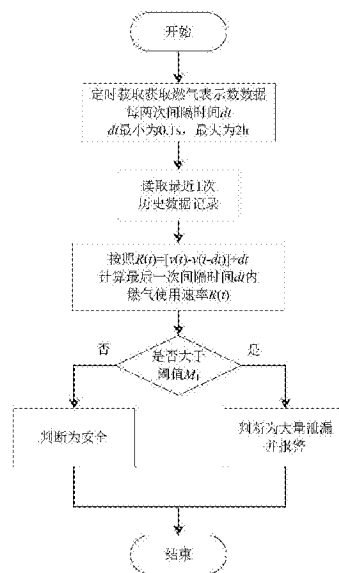 开始
定时获取获取燃气表示数数据
每两次间隔时间dt
dt最小为0.1s，最大为2h
读取最近1次
历史数据记录
按照R(t)=[v(t)-v(t-dt)]÷dt
计算最后一次间隔时间dt内
燃气使用速率R(t)
否
是否大于
是
阈值M₁
判断为安全
判断为大量泄漏
并报警
结束